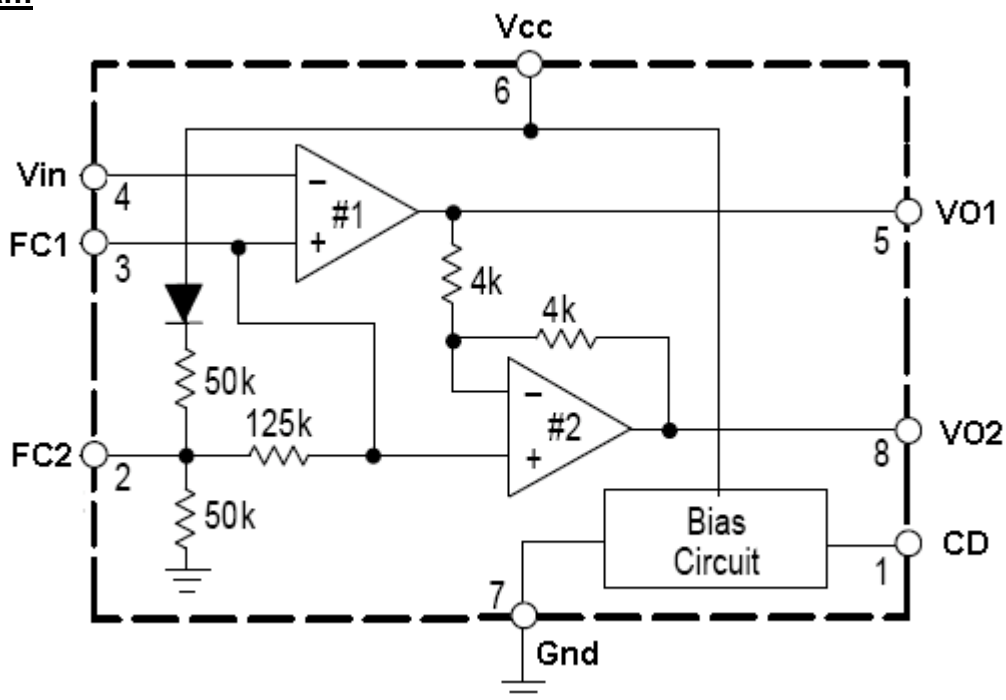 Vcc
6
Vin
4
−
#1
+
FC1
3
VO1
5
4k
4k
50k
125k
−
#2
+
FC2
2
VO2
8
50k
Bias
Circuit
CD
1
7
Gnd